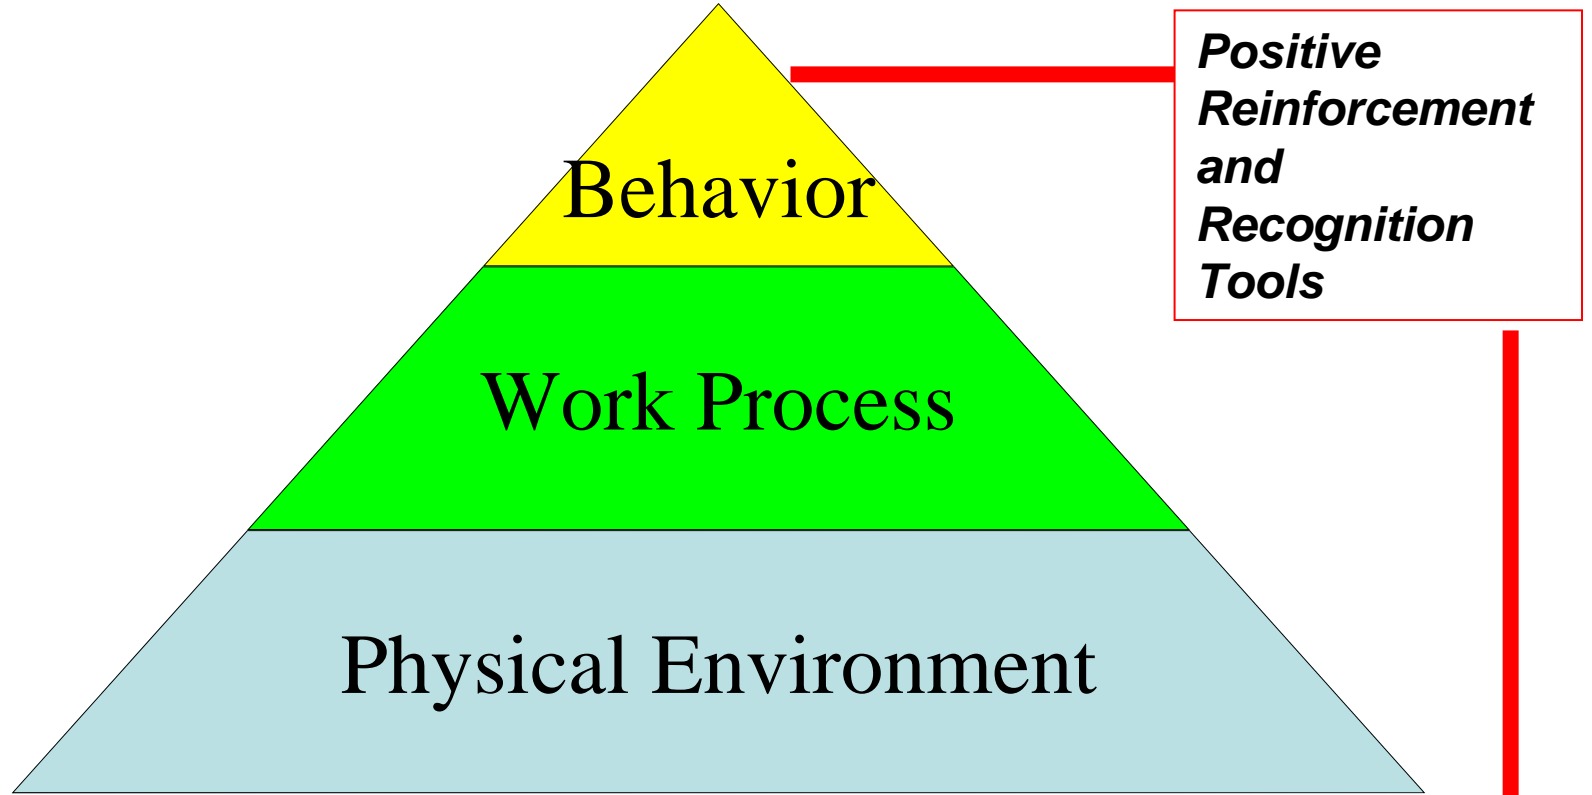 Behavior
Work Process
Physical Environment
Positive
Reinforcement
and
Recognition
Tools